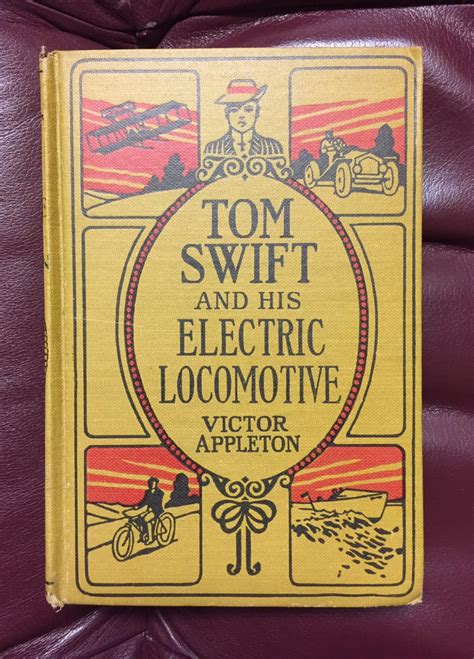 TOM
SWIFT
AND HIS
ELECTRIC
LOCOMOTIVE
VICTOR
APPLETON